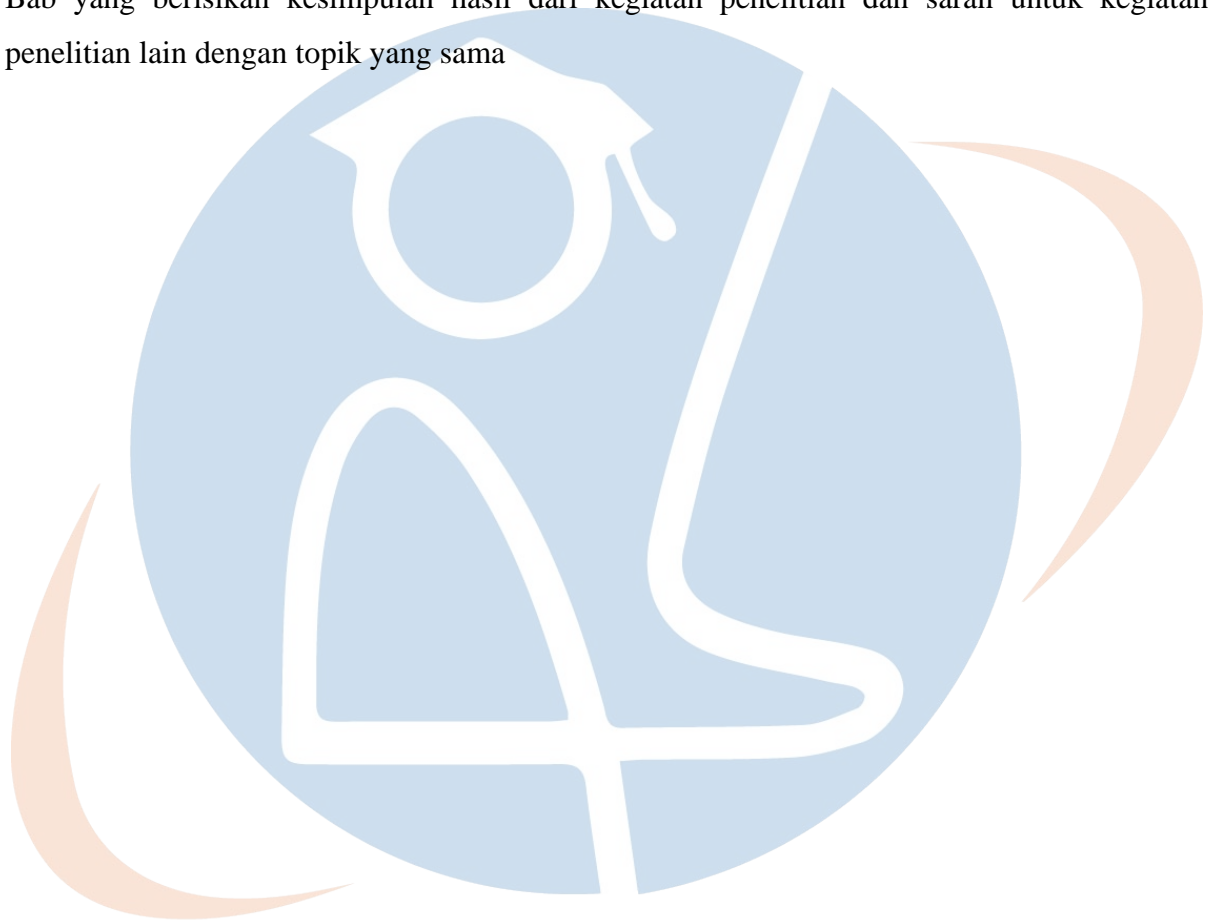 Bab yang berisikan kesimpulan hasil dari kegiatan penelitian dan saran untuk kegiatan
penelitian lain dengan topik yang sama